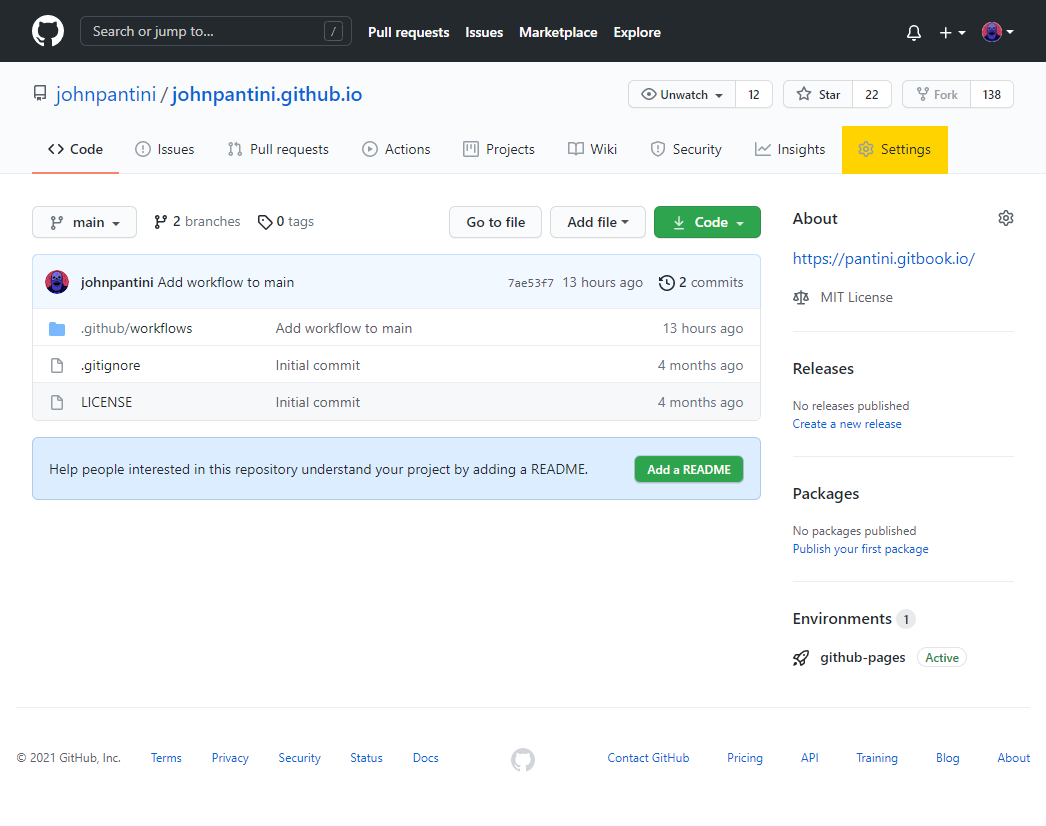 Search or jump to... / Pull requests Issues Marketplace Explore
johnpantini / johnpantini.github.io Unwatch 12 Star 22 Fork 138
Code Issues Pull requests Actions Projects Wiki Security Insights Settings
main 2 branches 0 tags Go to file Add file Code
johnpantini Add workflow to main 7ae53f7 13 hours ago 2 commits
.github/workflows Add workflow to main 13 hours ago
.gitignore Initial commit 4 months ago
LICENSE Initial commit 4 months ago
Help people interested in this repository understand your project by adding a README. Add a README
About
https://pantini.gitbook.io/
MIT License
Releases
No releases published
Create a new release
Packages
No packages published
Publish your first package
Environments 1
github-pages Active
© 2021 GitHub, Inc. Terms Privacy Security Status Docs Contact GitHub Pricing API Training Blog About